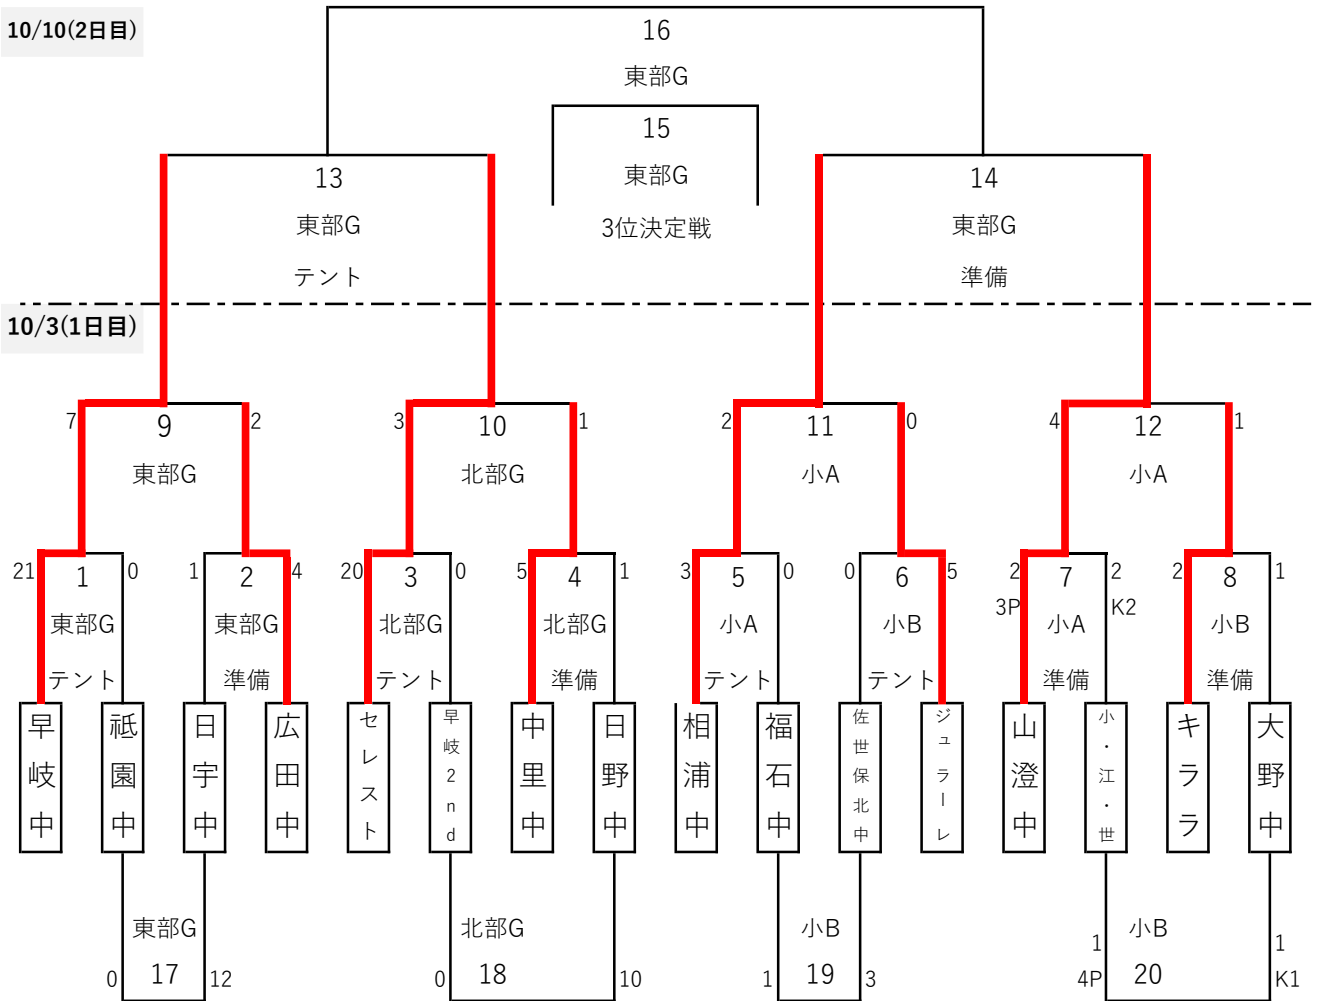 10/10(2日目)
16
東部G
15
東部G
3位決定戦
13
東部G
テント
14
東部G
準備
10/3(1日目)
7 9 2
東部G
3 10 1
北部G
2 11 0
小A
4 12 1
小A
21 1 0
東部G
テント
1 2 4
東部G
準備
20 3 0
北部G
テント
5 4 1
北部G
準備
3 5 0
小A
テント
0 6 5
小B
テント
2 7 2
3P 小A K2
準備
2 8 1
小B
準備
早岐中
祗園中
日宇中
広田中
セレスト
早岐2nd
中里中
日野中
相浦中
福石中
佐世保北中
ジュラーレ
山澄中
小・江・世
キララ
大野中
東部G
0 17 12
北部G
0 18 10
小B
1 19 3
小B
1 1
4P 20 K1